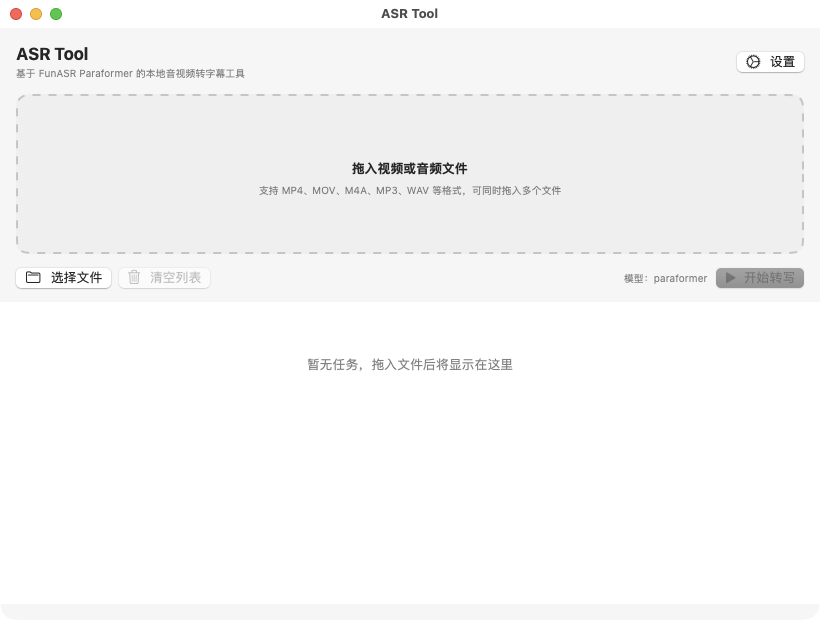 ASR Tool
ASR Tool
基于 FunASR Paraformer 的本地音视频转字幕工具
设置
拖入视频或音频文件
支持 MP4、MOV、M4A、MP3、WAV 等格式，可同时拖入多个文件
选择文件
清空列表
模型：paraformer
开始转写
暂无任务，拖入文件后将显示在这里